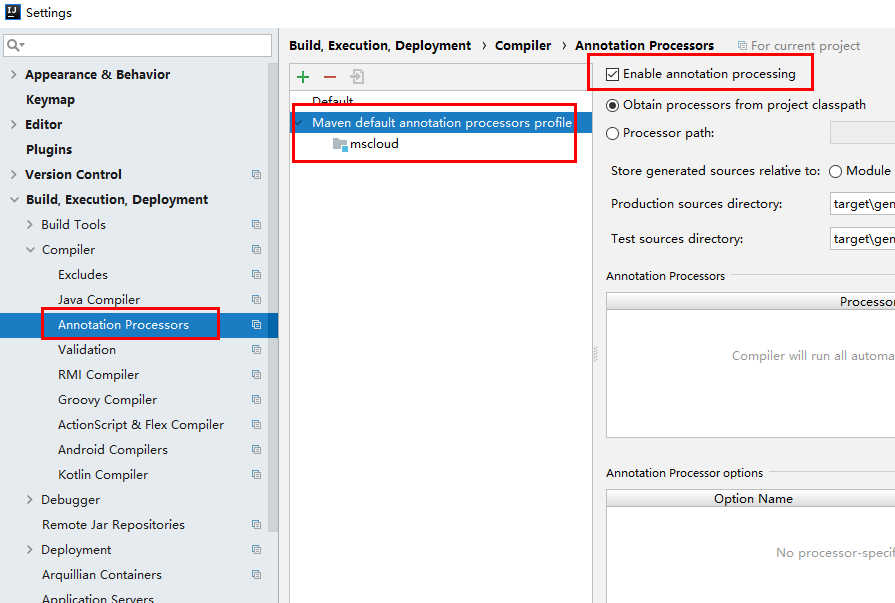 IJ Settings
Appearance & Behavior
Keymap
Editor
Plugins
Version Control
Build, Execution, Deployment
Build Tools
Compiler
Excludes
Java Compiler
Annotation Processors
Validation
RMI Compiler
Groovy Compiler
ActionScript & Flex Compiler
Android Compilers
Kotlin Compiler
Debugger
Remote Jar Repositories
Deployment
Arquillian Containers
Application Servers
Build, Execution, Deployment › Compiler › Annotation Processors For current project
Default
Maven default annotation processors profile
mscloud
Enable annotation processing
Obtain processors from project classpath
Processor path:
Store generated sources relative to: Module
Production sources directory: target\gen
Test sources directory: target\gen
Annotation Processors
Processor
Compiler will run all automa
Annotation Processor options
Option Name
No processor-specif